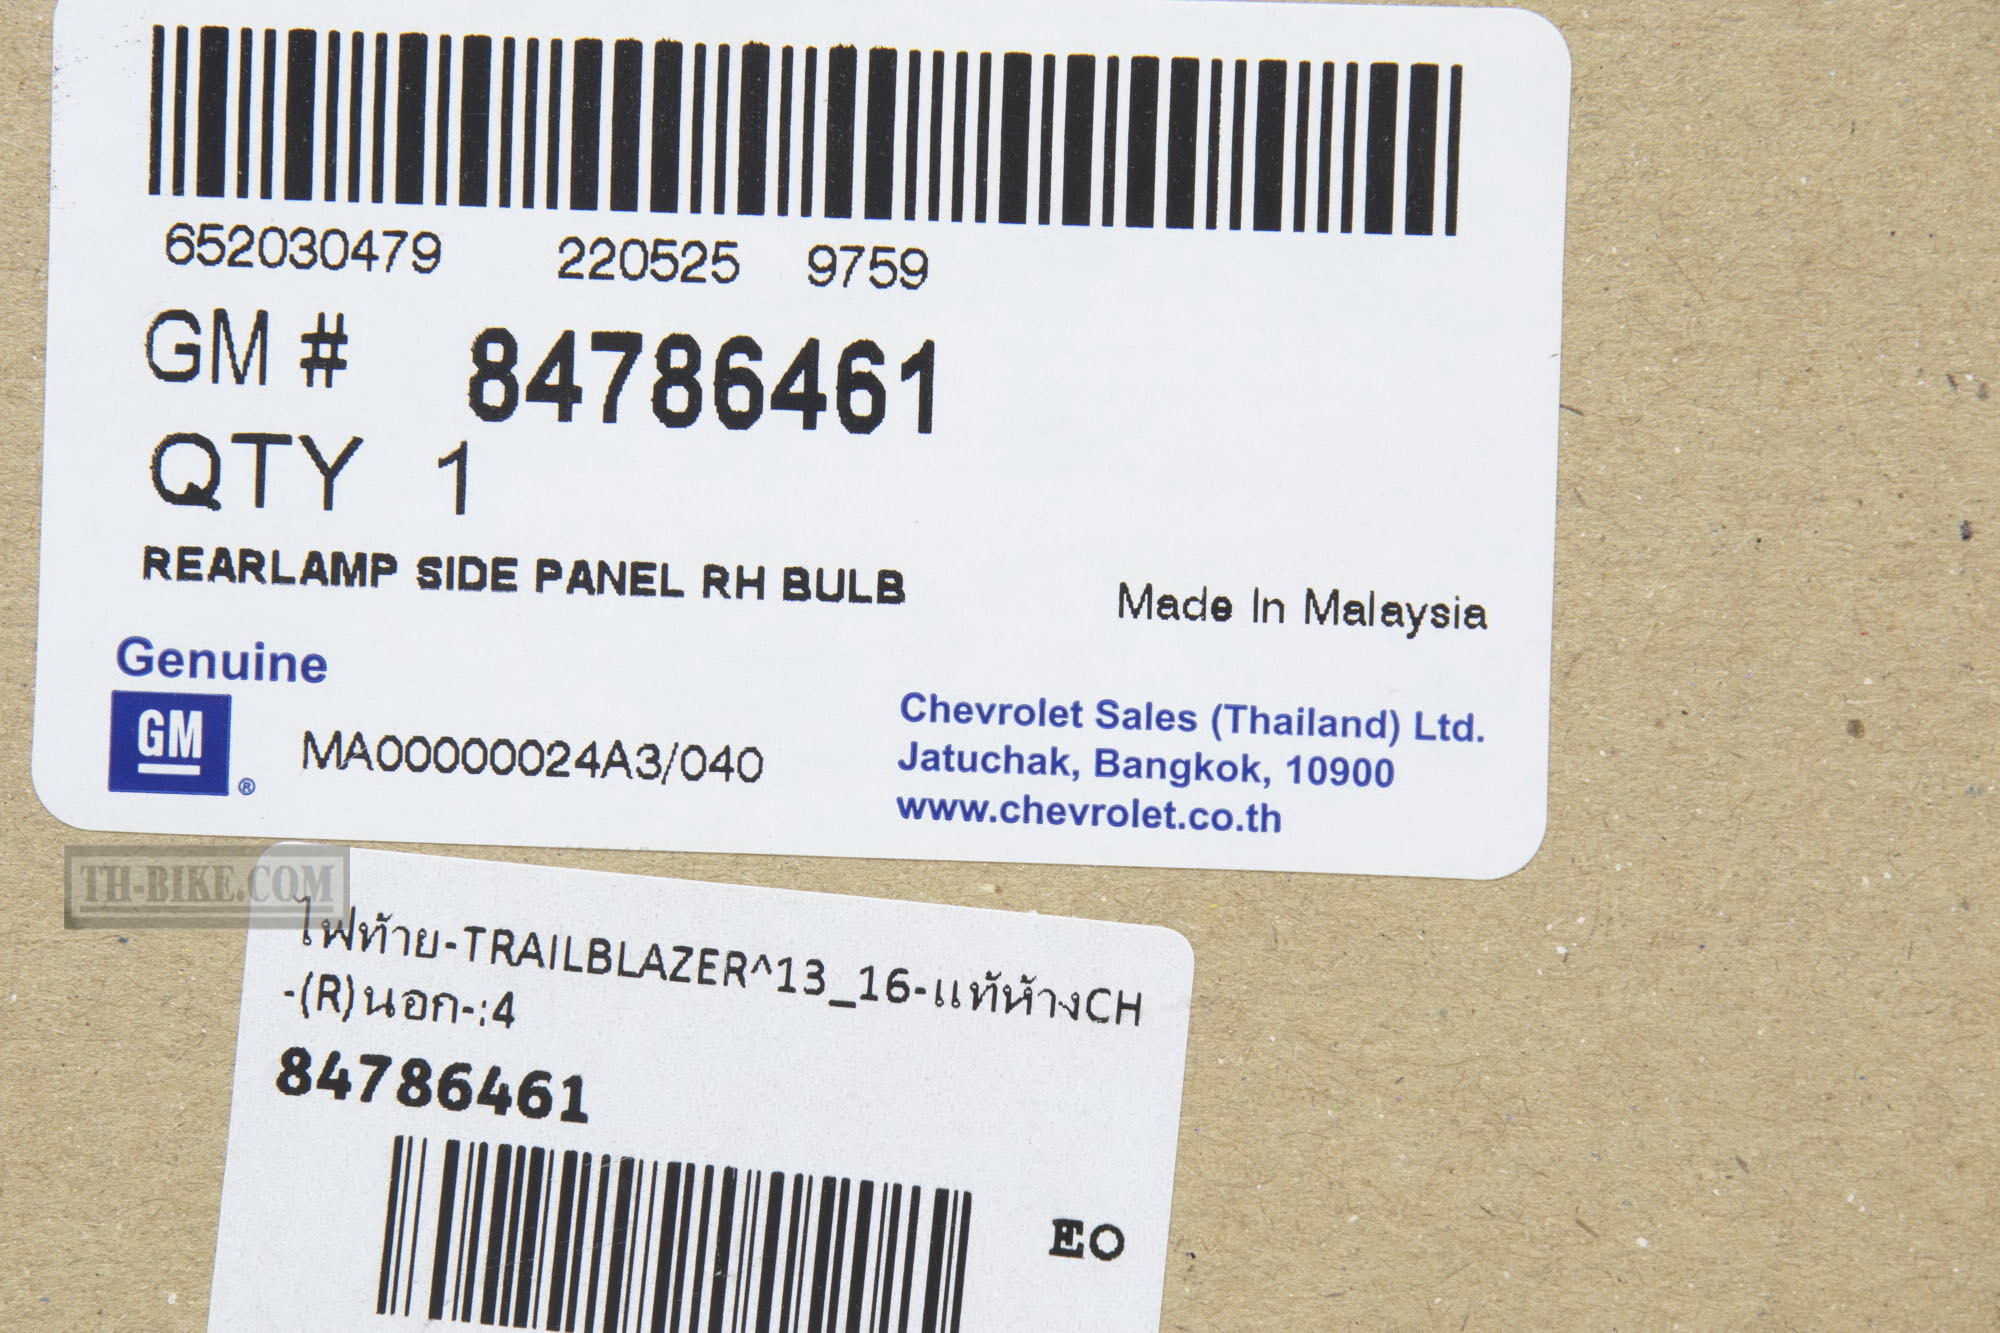 652030479 220525 9759
GM # 84786461
QTY 1
REARLAMP SIDE PANEL RH BULB
Made In Malaysia
Genuine
GM ®
MA00000024A3/040
Chevrolet Sales (Thailand) Ltd.
Jatuchak, Bangkok, 10900
www.chevrolet.co.th
TH-BIKE.COM
ไฟท้าย-TRAILBLAZER^13_16-แท้ห้างCH
-(R)นอก-:4
84786461
EO